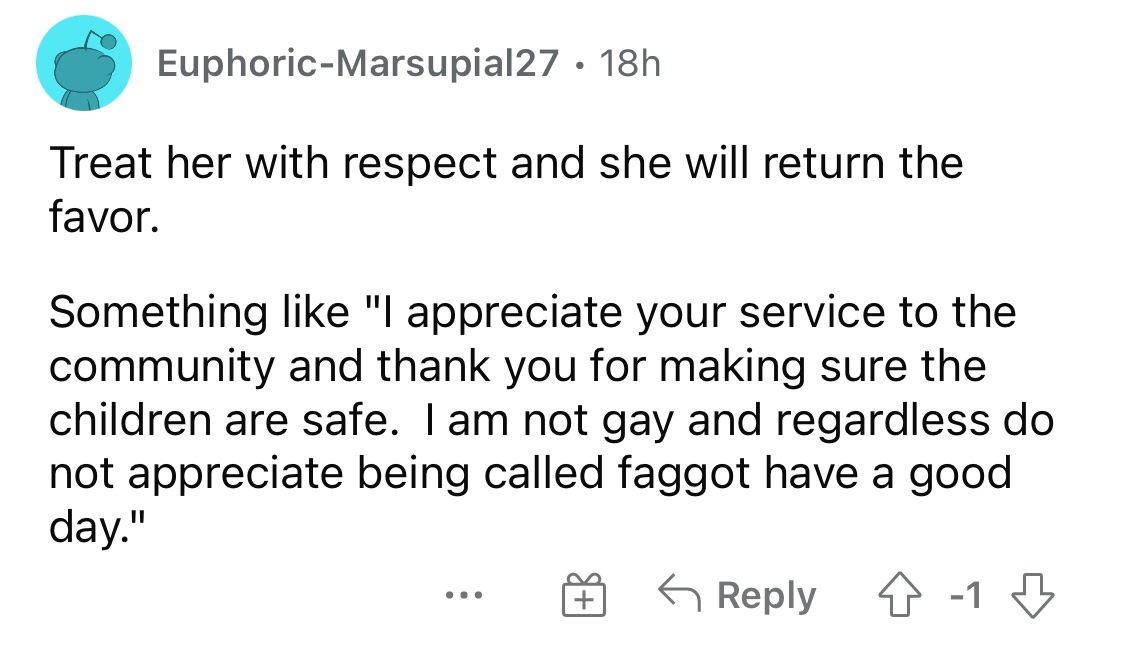 Euphoric-Marsupial27 • 18h
Treat her with respect and she will return the
favor.
Something like "I appreciate your service to the
community and thank you for making sure the
children are safe.  I am not gay and regardless do
not appreciate being called faggot have a good
day."
... Reply -1